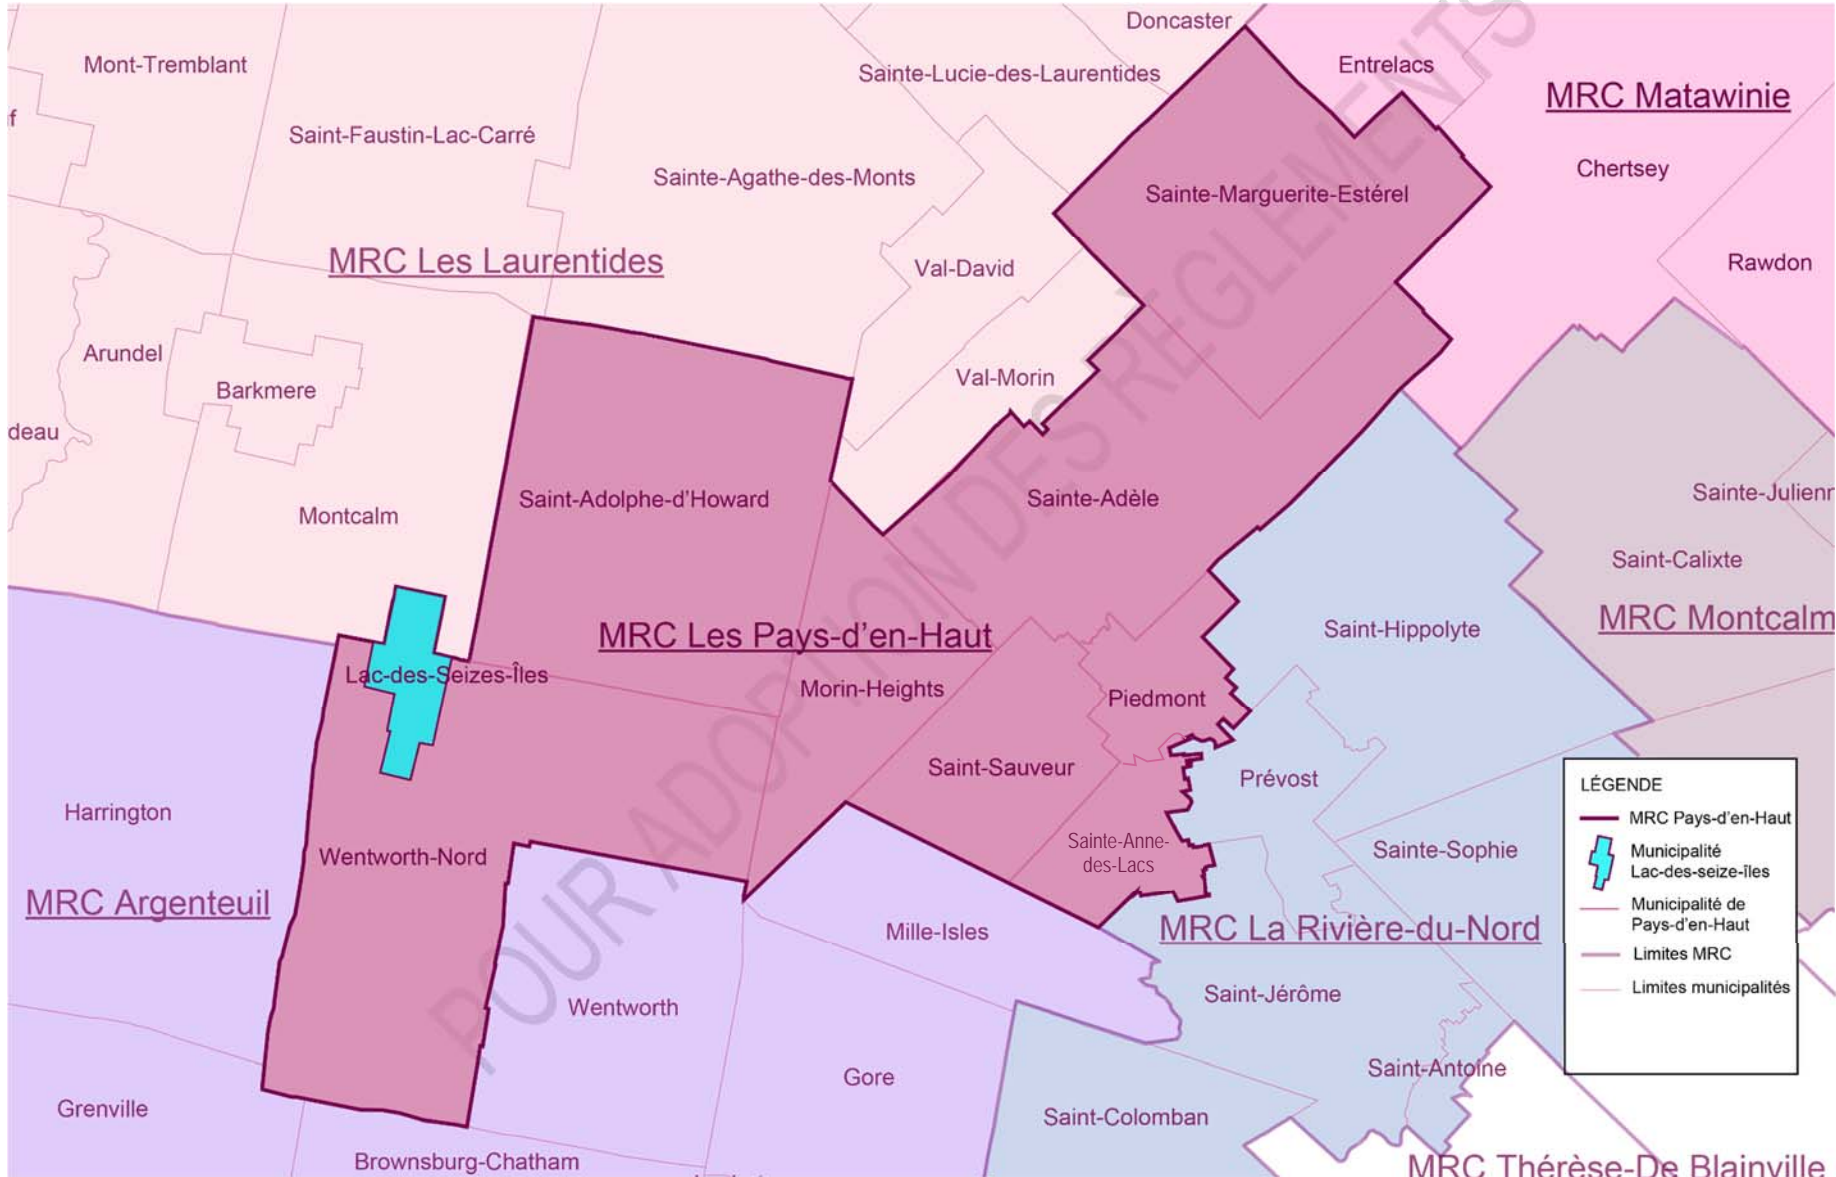 Doncaster
Mont-Tremblant
Sainte-Lucie-des-Laurentides
Entrelacs
MRC Matawinie
f
Saint-Faustin-Lac-Carré
Sainte-Agathe-des-Monts
Chertsey
Sainte-Marguerite-Estérel
MRC Les Laurentides
Val-David
Rawdon
Arundel
Barkmere
Val-Morin
deau
Saint-Adolphe-d'Howard
Sainte-Adèle
Sainte-Julienn
Montcalm
Saint-Calixte
MRC Les Pays-d'en-Haut
Saint-Hippolyte
MRC Montcalm
Lac-des-Seizes-Îles
Morin-Heights
Piedmont
Saint-Sauveur
Prévost
Harrington
Wentworth-Nord
Sainte-Anne-
des-Lacs
Sainte-Sophie
MRC Argenteuil
Mille-Isles
MRC La Rivière-du-Nord
Wentworth
Saint-Jérôme
Gore
Saint-Antoine
Grenville
Saint-Colomban
Brownsburg-Chatham
MRC Thérèse-De Blainville
LÉGENDE
MRC Pays-d'en-Haut
Municipalité
Lac-des-seize-îles
Municipalité de
Pays-d'en-Haut
Limites MRC
Limites municipalités
POUR ADOPTION DES RÈGLEMENTS